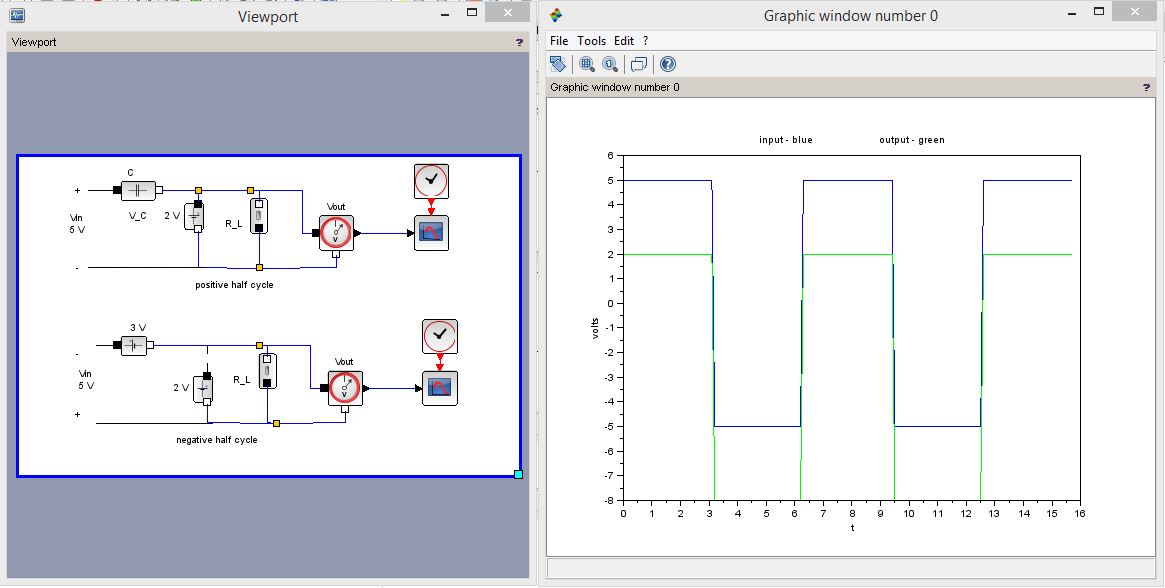 Viewport
Viewport ?
C
+
Vin
5 V
V_C
2 V
R_L
Vout
V
-
positive half cycle
3 V
-
Vin
5 V
2 V
R_L
Vout
V
+
negative half cycle
Graphic window number 0
File Tools Edit ?
Graphic window number 0 ?
input - blue output - green
6
5
4
3
2
1
0
-1
-2
-3
-4
-5
-6
-7
-8
volts
0 1 2 3 4 5 6 7 8 9 10 11 12 13 14 15 16
t